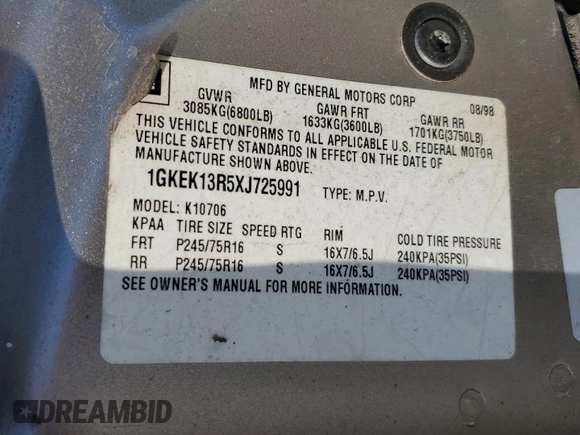 MFD BY GENERAL MOTORS CORP 08/98
GVWR GAWR FRT GAWR RR
3085KG(6800LB) 1633KG(3600LB) 1701KG(3750LB)
THIS VEHICLE CONFORMS TO ALL APPLICABLE U.S. FEDERAL MOTOR
VEHICLE SAFETY STANDARDS IN EFFECT ON THE DATE OF
MANUFACTURE SHOWN ABOVE.
1GKEK13R5XJ725991 TYPE: M.P.V.
MODEL: K10706
KPAA TIRE SIZE SPEED RTG RIM COLD TIRE PRESSURE
FRT P245/75R16 S 16X7/6.5J 240KPA(35PSI)
RR P245/75R16 S 16X7/6.5J 240KPA(35PSI)
SEE OWNER'S MANUAL FOR MORE INFORMATION.
DREAMBID